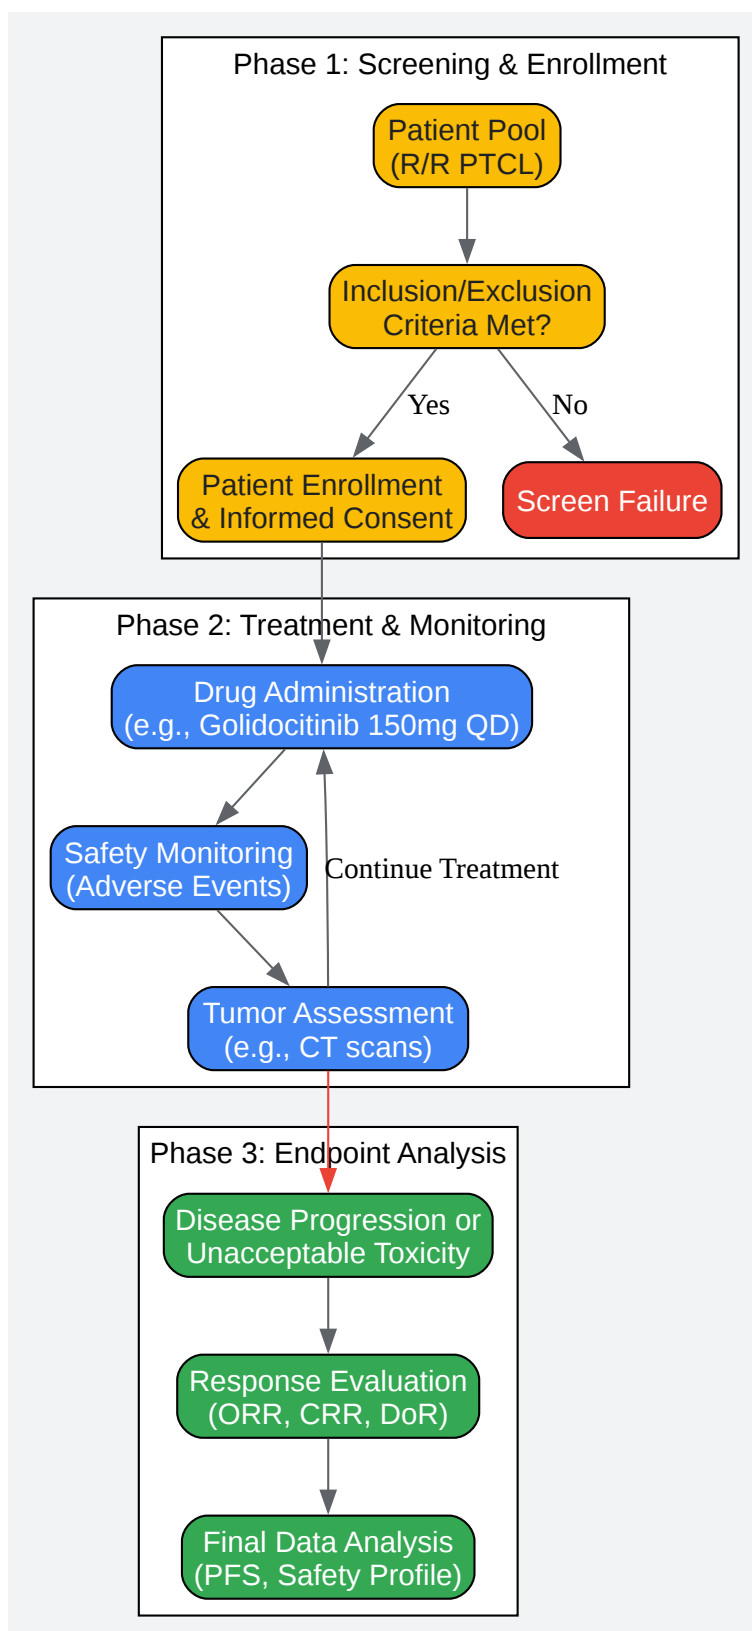 Phase 1: Screening & Enrollment
Patient Pool
(R/R PTCL)
Inclusion/Exclusion
Criteria Met?
Yes
No
Patient Enrollment
& Informed Consent
Screen Failure
Phase 2: Treatment & Monitoring
Drug Administration
(e.g., Golidocitinib 150mg QD)
Safety Monitoring
(Adverse Events)
Continue Treatment
Tumor Assessment
(e.g., CT scans)
Phase 3: Endpoint Analysis
Disease Progression or
Unacceptable Toxicity
Response Evaluation
(ORR, CRR, DoR)
Final Data Analysis
(PFS, Safety Profile)